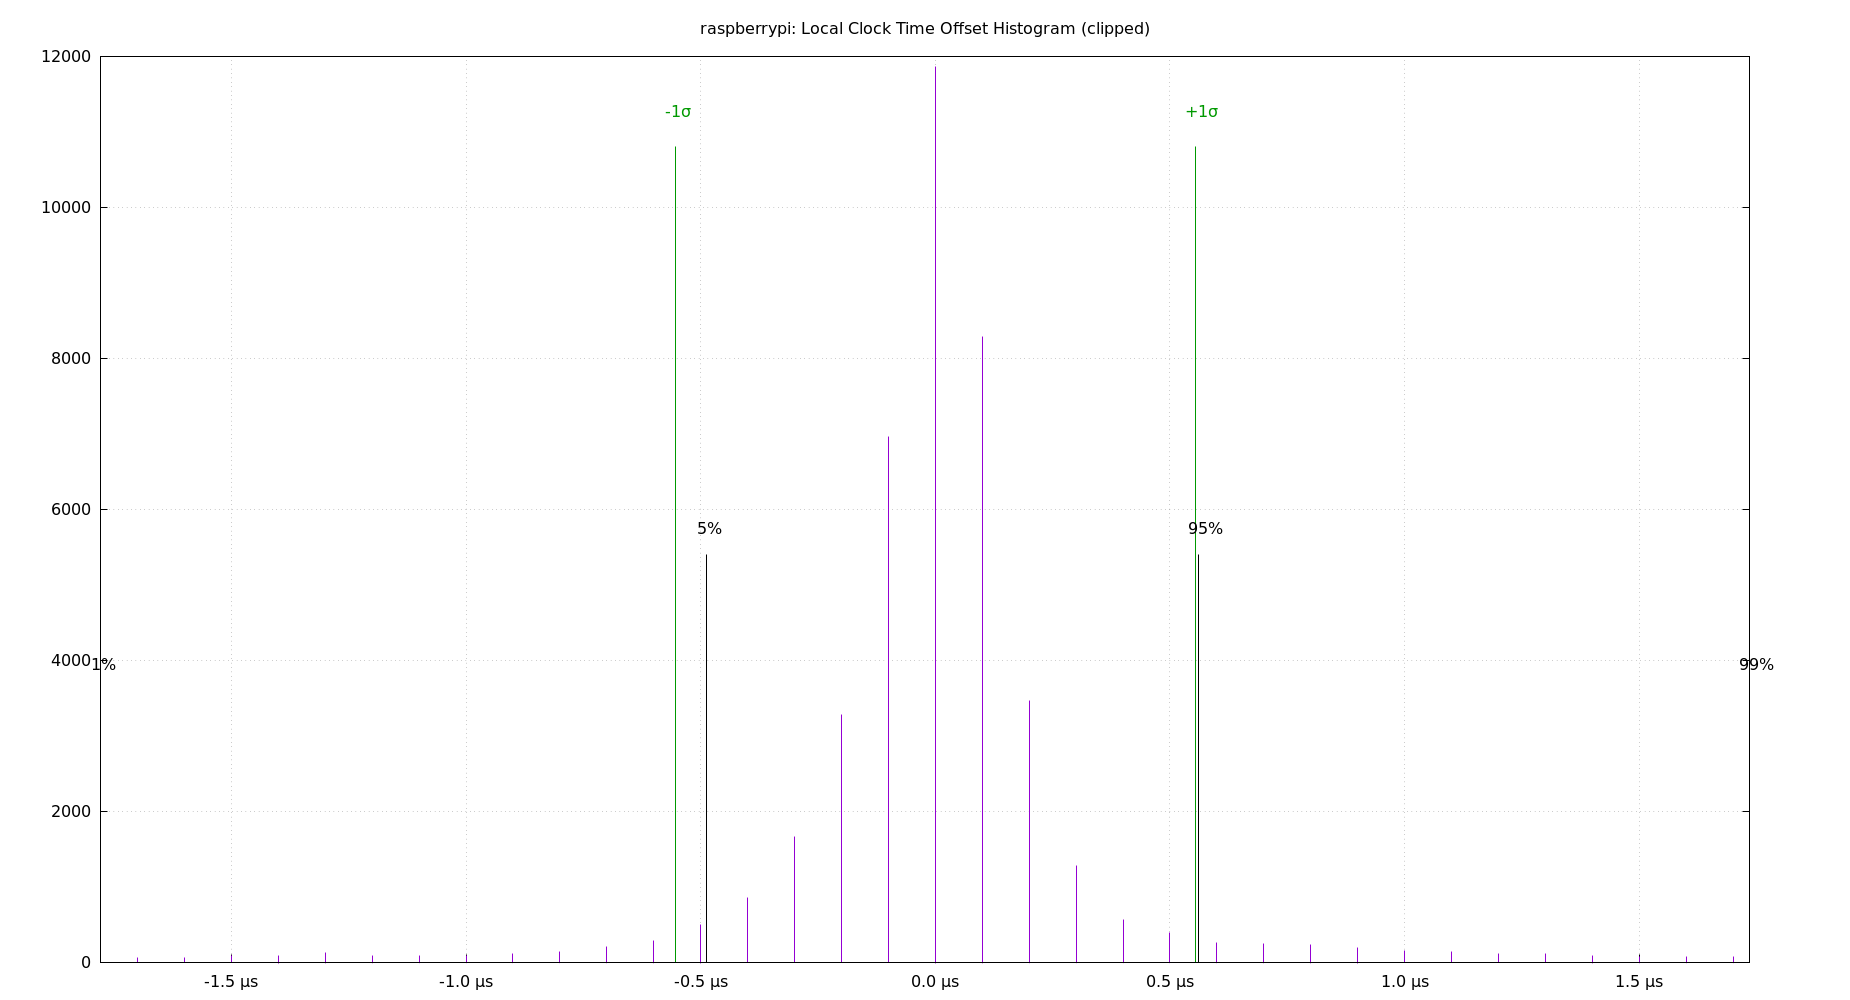 raspberrypi: Local Clock Time Offset Histogram (clipped)
12000
-1σ
+1σ
10000
8000
6000
5%
95%
4000
1%
99%
2000
0
-1.5 µs
-1.0 µs
-0.5 µs
0.0 µs
0.5 µs
1.0 µs
1.5 µs